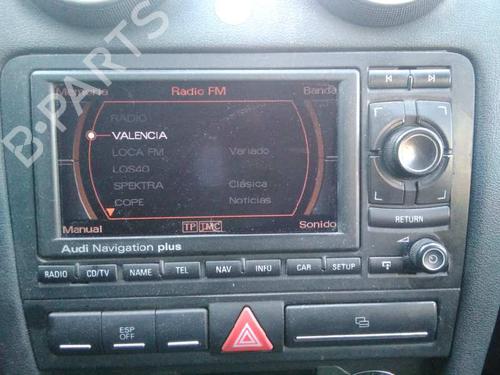 B-PARTS
Memoria Radio FM Banda
RADIO
VALENCIA
LOCA FM Variado
LOS40
SPEKTRA Clásica
COPE Noticias
Manual TP TMC Sonido
Audi Navigation plus
RETURN
RADIO CD/TV NAME TEL NAV INFO CAR SETUP
ESP
OFF